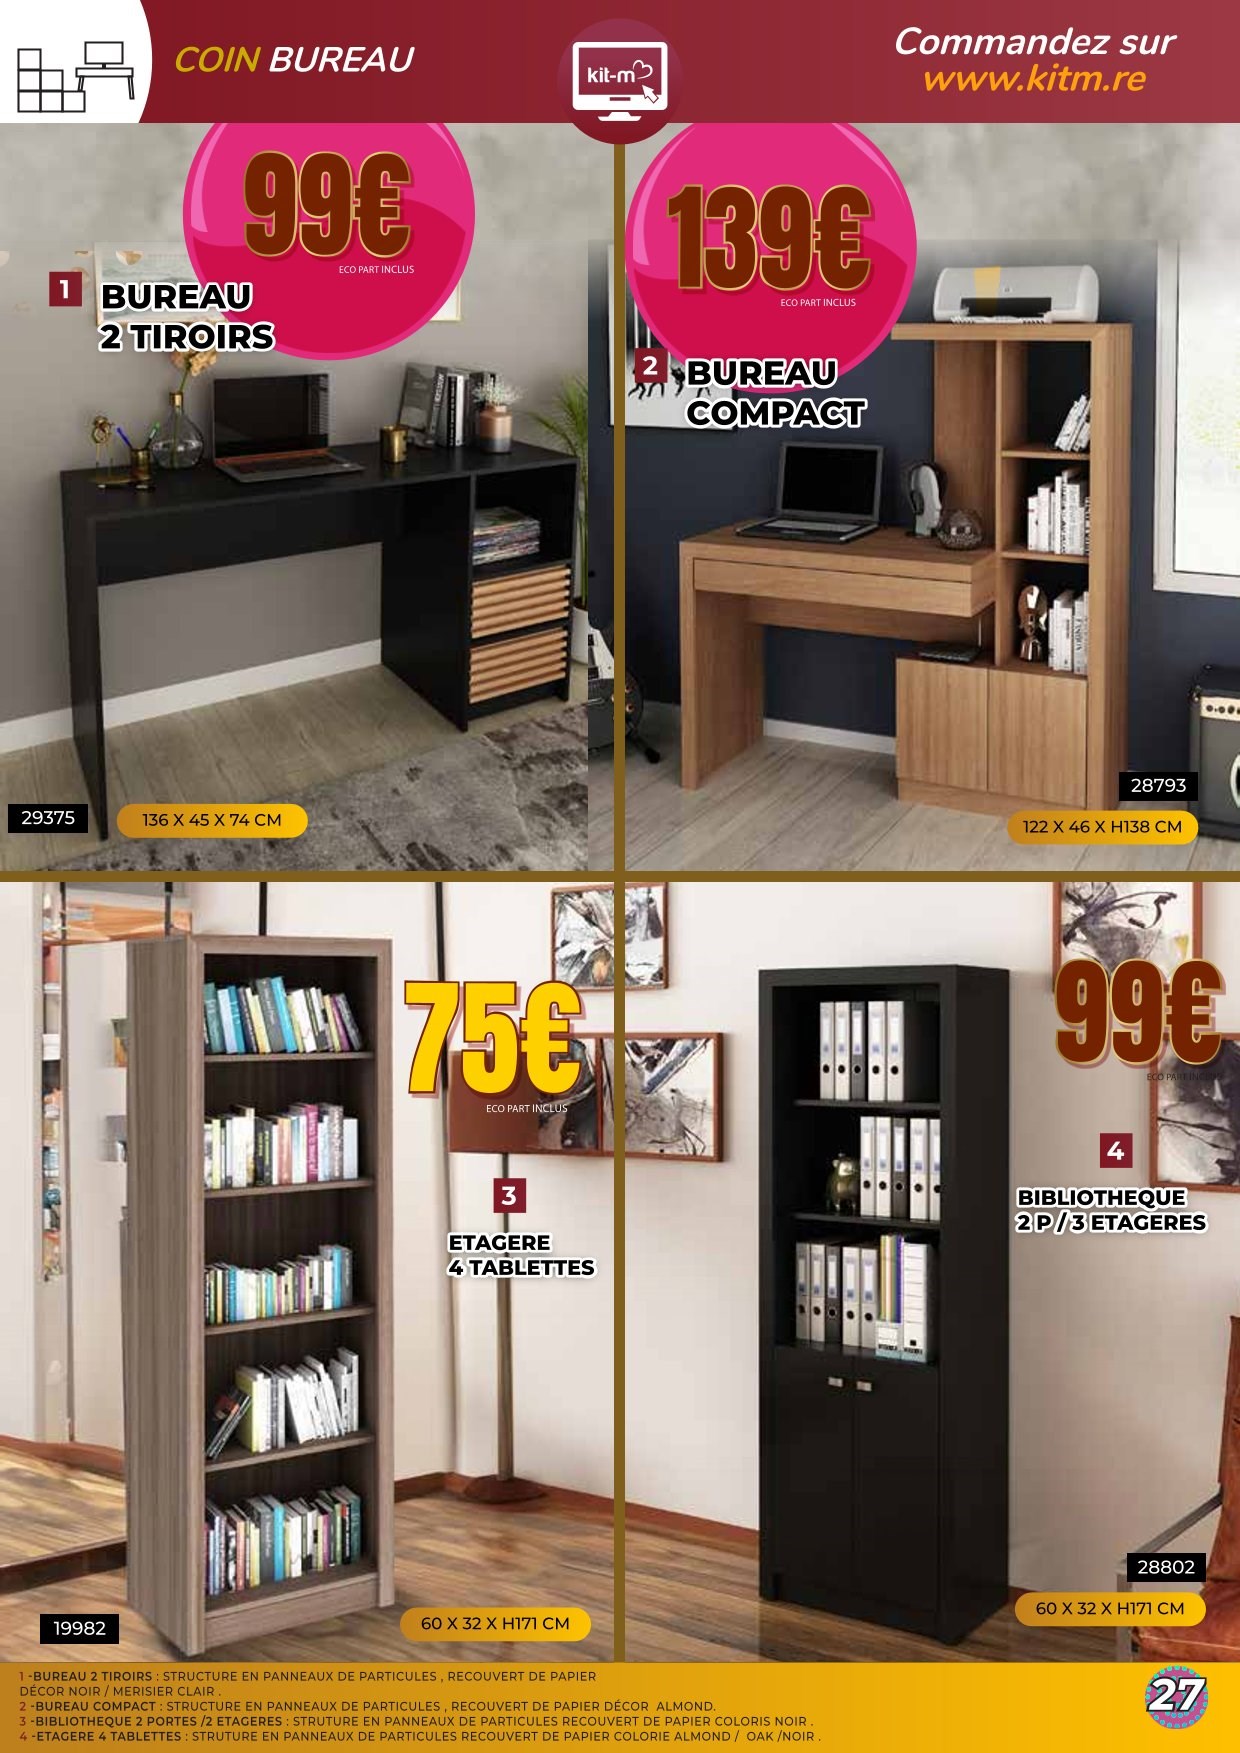 COIN BUREAU
kit-m
Commandez sur
www.kitm.re
99€
ECO PART INCLUS
1
BUREAU
2 TIROIRS
29375
136 X 45 X 74 CM
139€
ECO PART INCLUS
2
BUREAU
COMPACT
28793
122 X 46 X H138 CM
75€
ECO PART INCLUS
3
ETAGERE
4 TABLETTES
19982
60 X 32 X H171 CM
99€
ECO PART INCLUS
4
BIBLIOTHEQUE
2 P / 3 ETAGERES
28802
60 X 32 X H171 CM
1 -BUREAU 2 TIROIRS : STRUCTURE EN PANNEAUX DE PARTICULES , RECOUVERT DE PAPIER
DÉCOR NOIR / MERISIER CLAIR .
2 -BUREAU COMPACT : STRUCTURE EN PANNEAUX DE PARTICULES , RECOUVERT DE PAPIER DÉCOR ALMOND.
3 -BIBLIOTHEQUE 2 PORTES /2 ETAGERES : STRUTURE EN PANNEAUX DE PARTICULES RECOUVERT DE PAPIER COLORIS NOIR .
4 -ETAGERE 4 TABLETTES : STRUTURE EN PANNEAUX DE PARTICULES RECOUVERT DE PAPIER COLORIE ALMOND / OAK /NOIR .
27